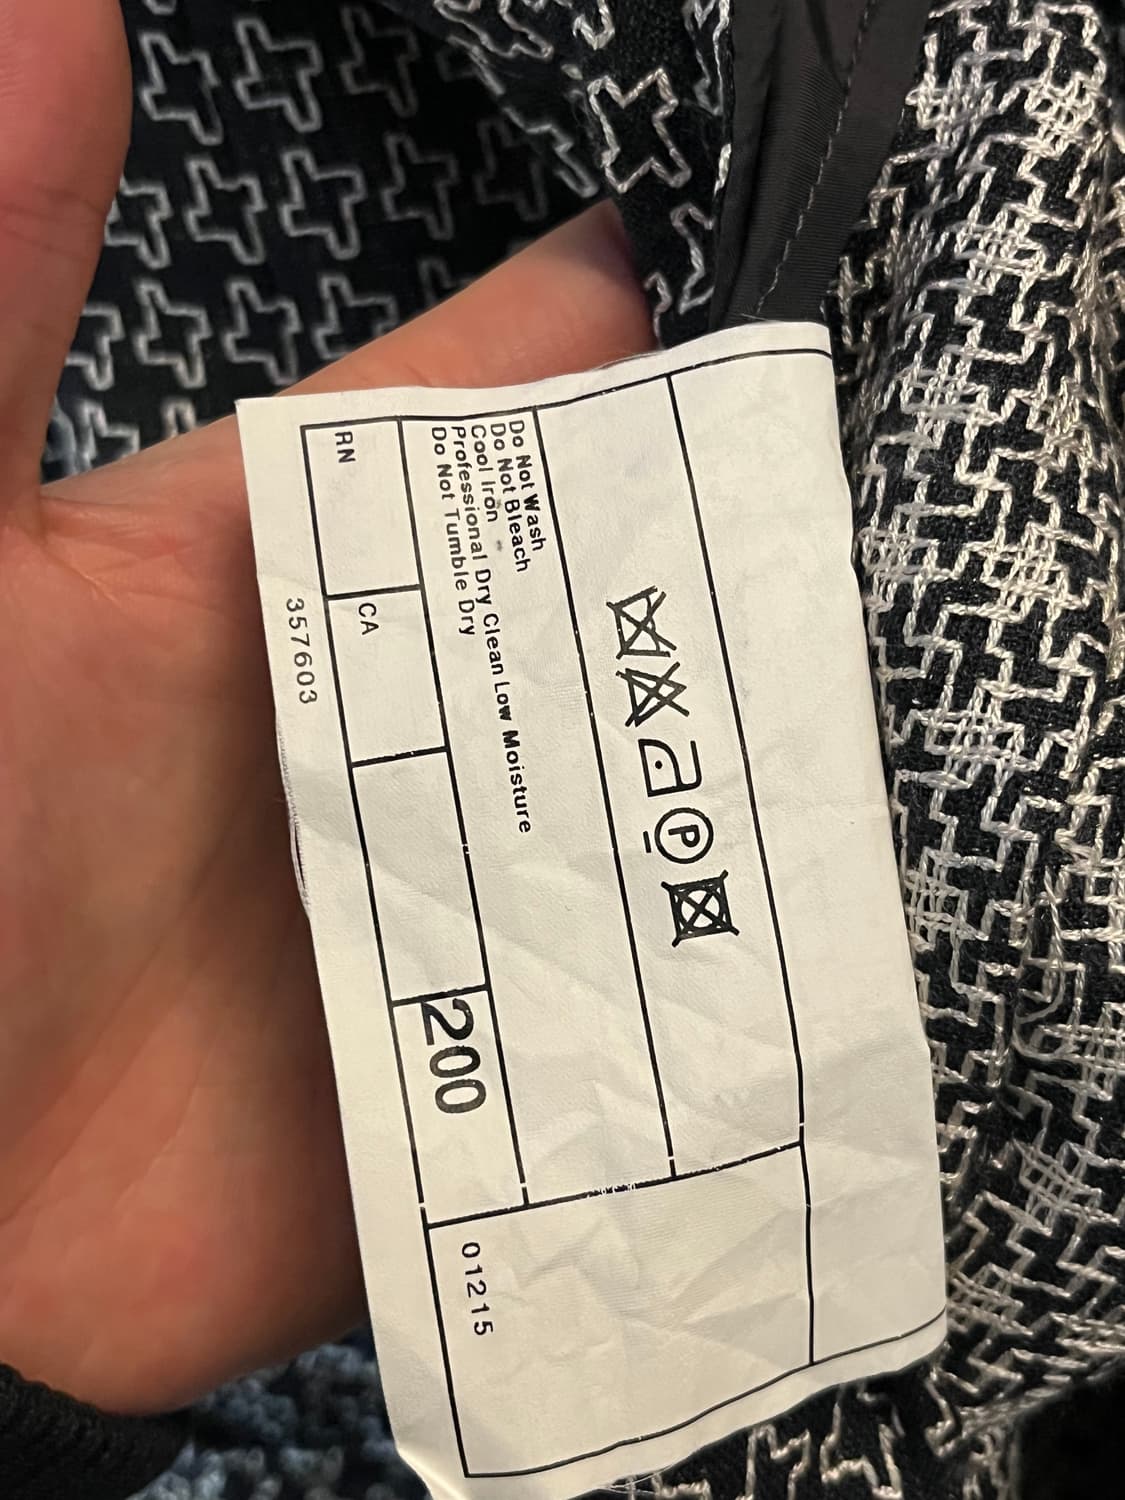 Do Not Wash
Do Not Bleach
Cool Iron
Professional Dry Clean Low Moisture
Do Not Tumble Dry
RN
CA
200
01215
357603